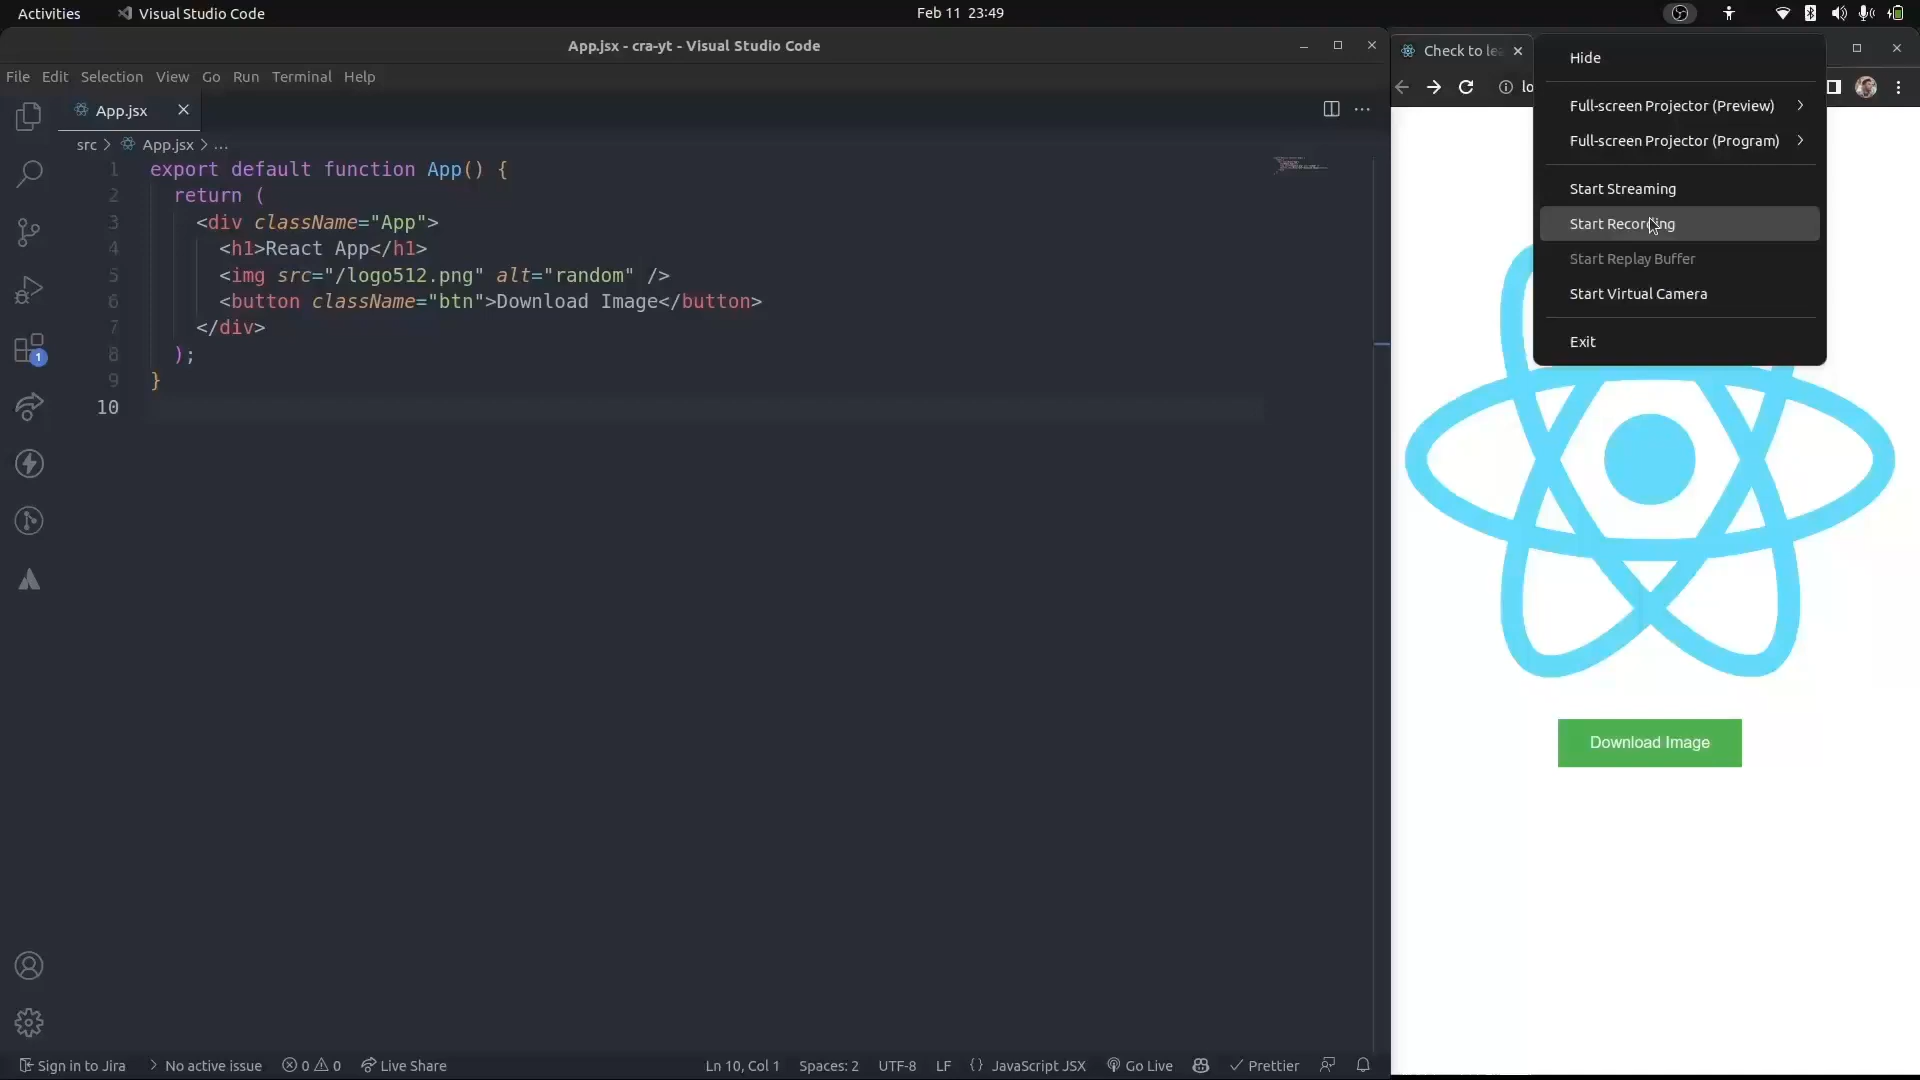 Activities
Visual Studio Code
Feb 11 23:49
App.jsx - cra-yt - Visual Studio Code
File Edit Selection View Go Run Terminal Help
App.jsx
src > App.jsx > ...
1 export default function App() {
2 return (
3 <div className="App">
4 <h1>React App</h1>
5 <img src="/logo512.png" alt="random" />
6 <button className="btn">Download Image</button>
7 </div>
8 );
9 }
10
1
Sign in to Jira
No active issue
0 0
Live Share
Ln 10, Col 1
Spaces: 2
UTF-8
LF
{} JavaScript JSX
Go Live
Prettier
Check to lea
lo
Hide
Full-screen Projector (Preview)
Full-screen Projector (Program)
Start Streaming
Start Recording
Start Replay Buffer
Start Virtual Camera
Exit
Download Image